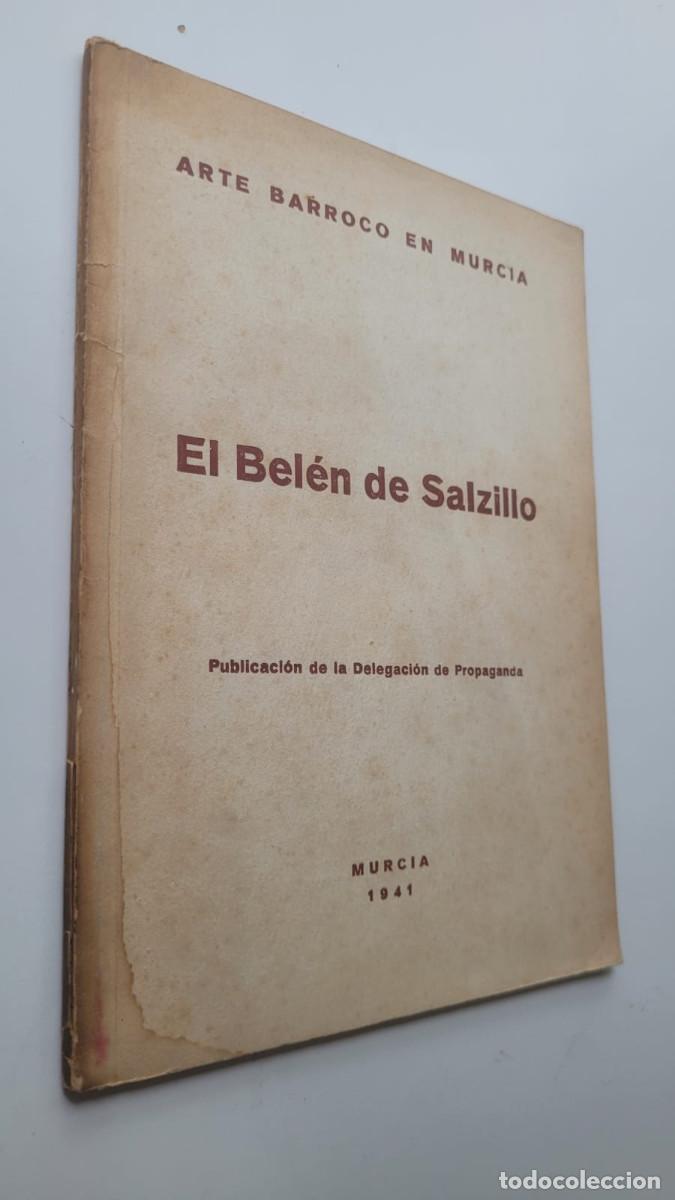 ARTE BARROCO EN MURCIA
El Belén de Salzillo
Publicación de la Delegación de Propaganda
MURCIA
1941
todocoleccion